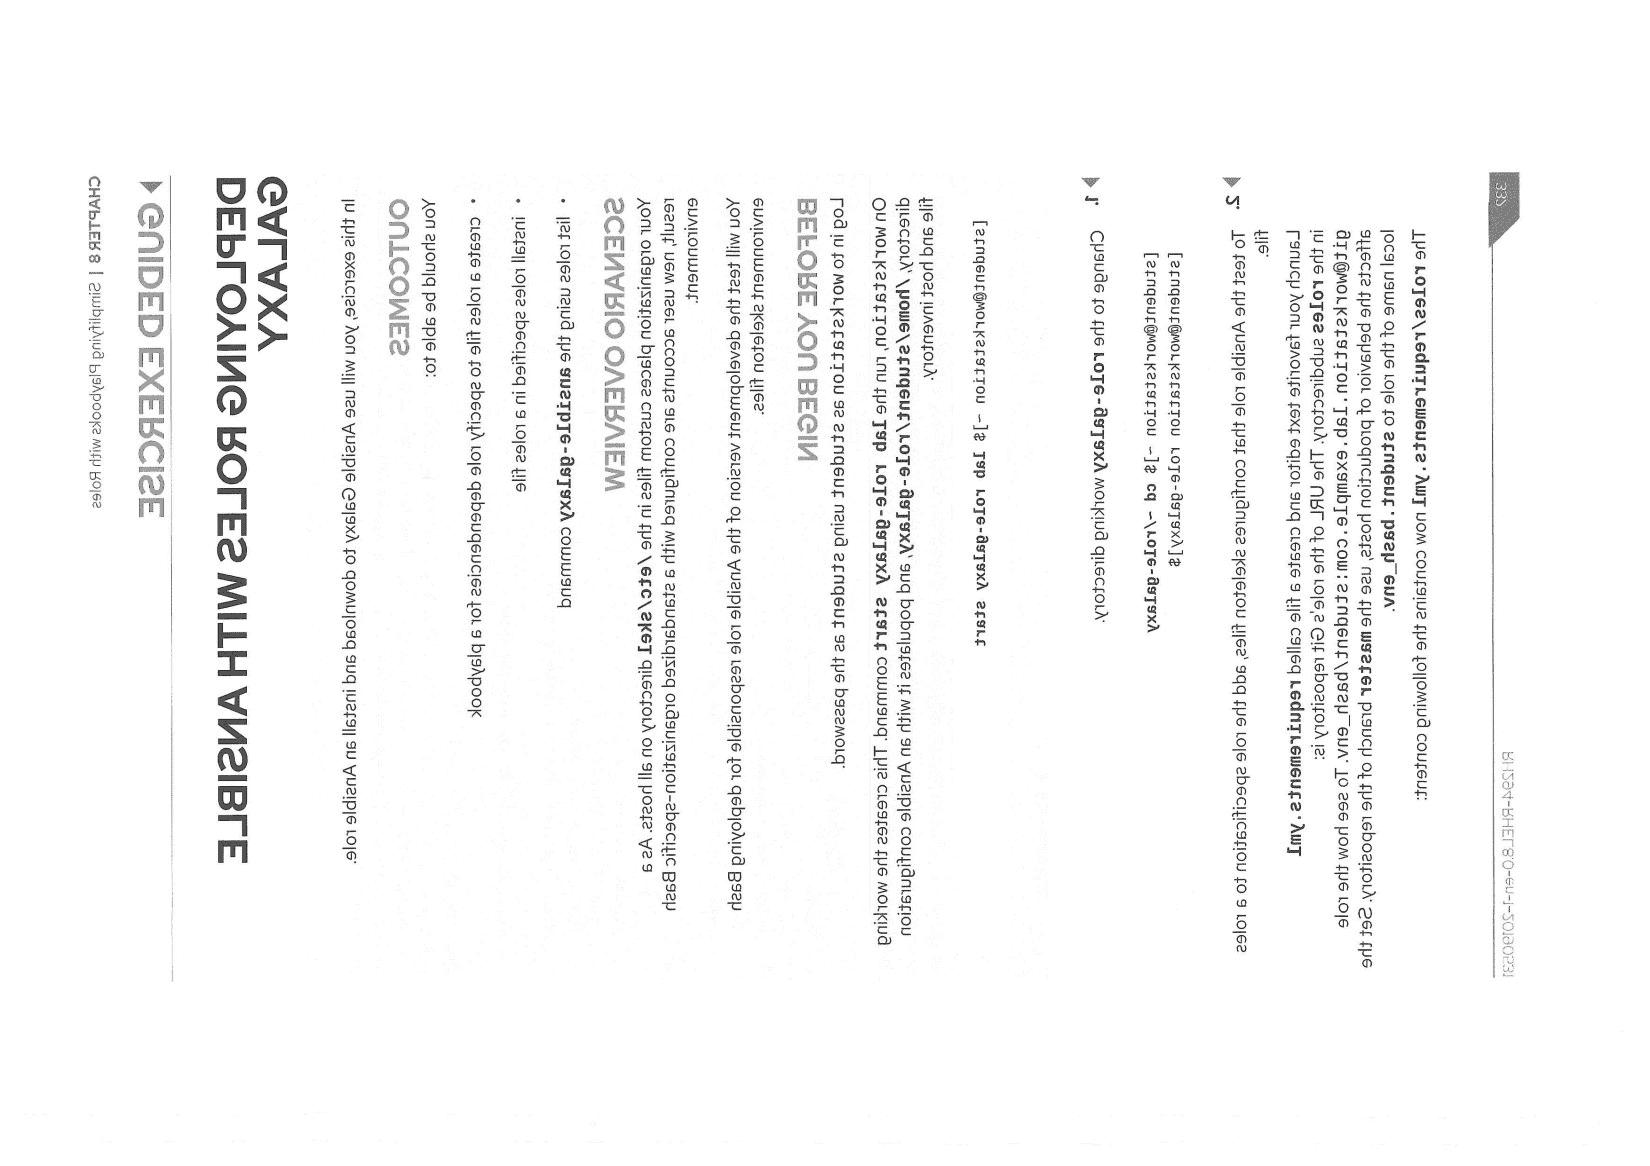 CHAPTER 8 | Simplifying Playbooks with Roles
GUIDED EXERCISE
DEPLOYING ROLES WITH ANSIBLE
GALAXY
In this exercise, you will use Ansible Galaxy to download and install an Ansible role.
OUTCOMES
You should be able to:
• create a roles file to specify role dependencies for a playbook
• install roles specified in a roles file
• list roles using the ansible-galaxy command
SCENARIO OVERVIEW
Your organization places custom files in the /etc/skel directory on all hosts. As a
result, new user accounts are configured with a standardized organization-specific Bash
environment.
You will test the development version of the Ansible role responsible for deploying Bash
environment skeleton files.
BEFORE YOU BEGIN
Log in to workstation as student using student as the password.
On workstation, run the lab role-galaxy start command. This creates the working
directory, /home/student/role-galaxy, and populates it with an Ansible configuration
file and host inventory.
[student@workstation ~]$ lab role-galaxy start
1. Change to the role-galaxy working directory.
[student@workstation ~]$ cd ~/role-galaxy
[student@workstation role-galaxy]$
2. To test the Ansible role that configures skeleton files, add the role specification to a roles
file.
Launch your favorite text editor and create a file called requirements.yml
in the roles subdirectory. The URL of the role's Git repository is:
git@workstation.lab.example.com:student/bash_env. To see how the role
affects the behavior of production hosts, use the master branch of the repository. Set the
local name of the role to student.bash_env.
The roles/requirements.yml now contains the following content:
332
RH294-RHEL8.0-en-1-20190531